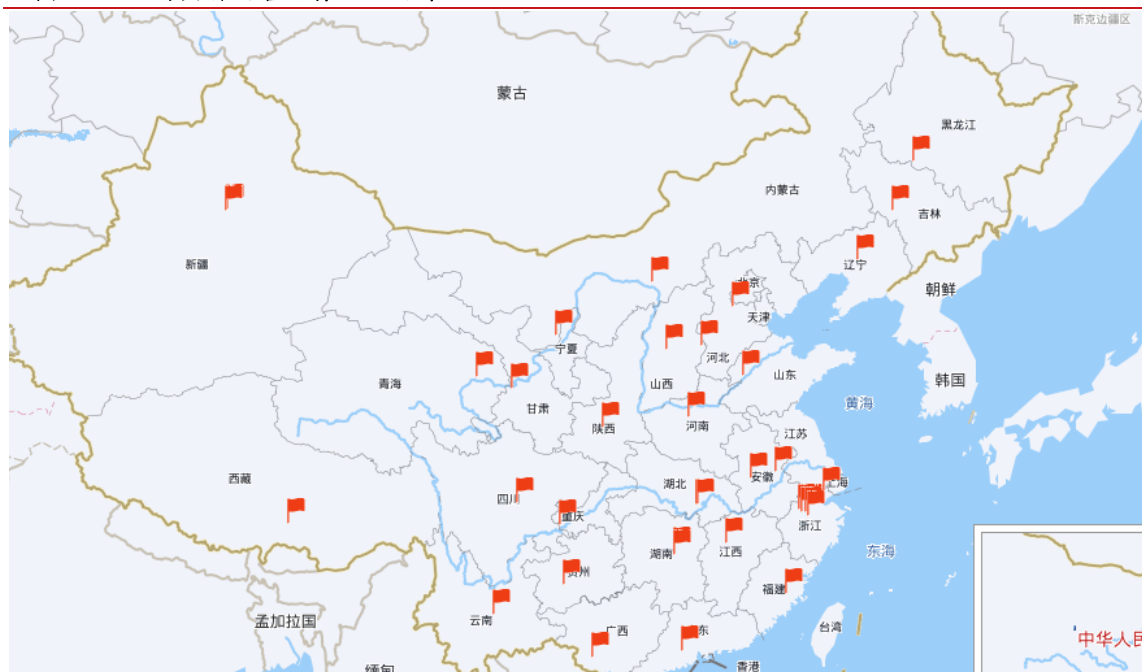 斯克边疆区
蒙古
黑龙江
内蒙古
吉林
新疆
辽宁
北京
朝鲜
天津
宁夏
河北
青海
山西
山东
韩国
甘肃
黄海
陕西
河南
江苏
西藏
安徽
四川
湖北
上海
重庆
浙江
湖南
江西
东海
贵州
福建
云南
孟加拉国
广西
广东
台湾
中华人民
香港
缅甸